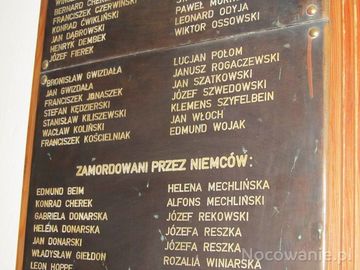 BERNARD CHEREK
FRANCISZEK CZERWIŃSKI
KONRAD ĆWIKLIŃSKI
JAN DĄBROWSKI
HENRYK DEMBEK
JÓZEF FIEREK
PAWEŁ
LEONARD ODYJA
WIKTOR OSSOWSKI
BRONISŁAW GWIZDAŁA
JAN GWIZDAŁA
FRANCISZEK JONASZEK
STEFAN KĘDZIERSKI
STANISŁAW KILISZEWSKI
WACŁAW KOLIŃSKI
FRANCISZEK KOŚCIELNIAK
LUCJAN POŁOM
JANUSZ ROGACZEWSKI
JAN SZATKOWSKI
JÓZEF SZWEDOWSKI
KLEMENS SZYFELBEIN
JAN WŁOCH
EDMUND WOJAK
ZAMORDOWANI PRZEZ NIEMCÓW:
EDMUND BEIM
KONRAD CHEREK
GABRIELA DONARSKA
HELENA DONARSKA
JAN DONARSKI
WŁADYSŁAW GIEŁDON
LEON HOPPE
HELENA MECHLIŃSKA
ALFONS MECHLIŃSKI
JÓZEF REKOWSKI
JÓZEFA RESZKA
JÓZEFA RESZKA
ROZALIA WINIARSKA
Nocowanie.pl